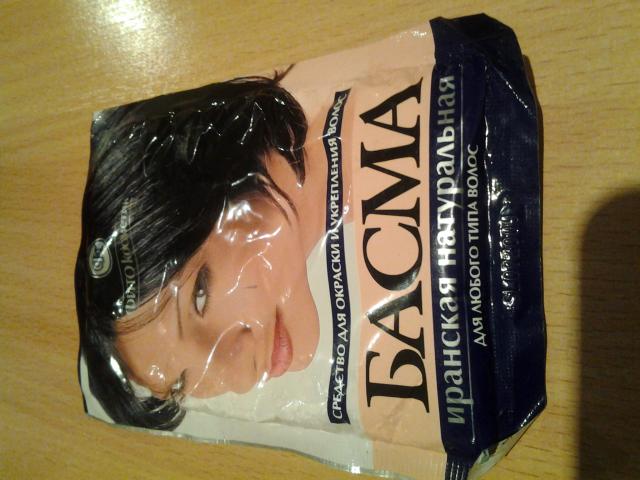 СРЕДСТВО ДЛЯ ОКРАСКИ И УКРЕПЛЕНИЯ ВОЛОС
БАСМА
иранская натуральная
ДЛЯ ЛЮБОГО ТИПА ВОЛОС